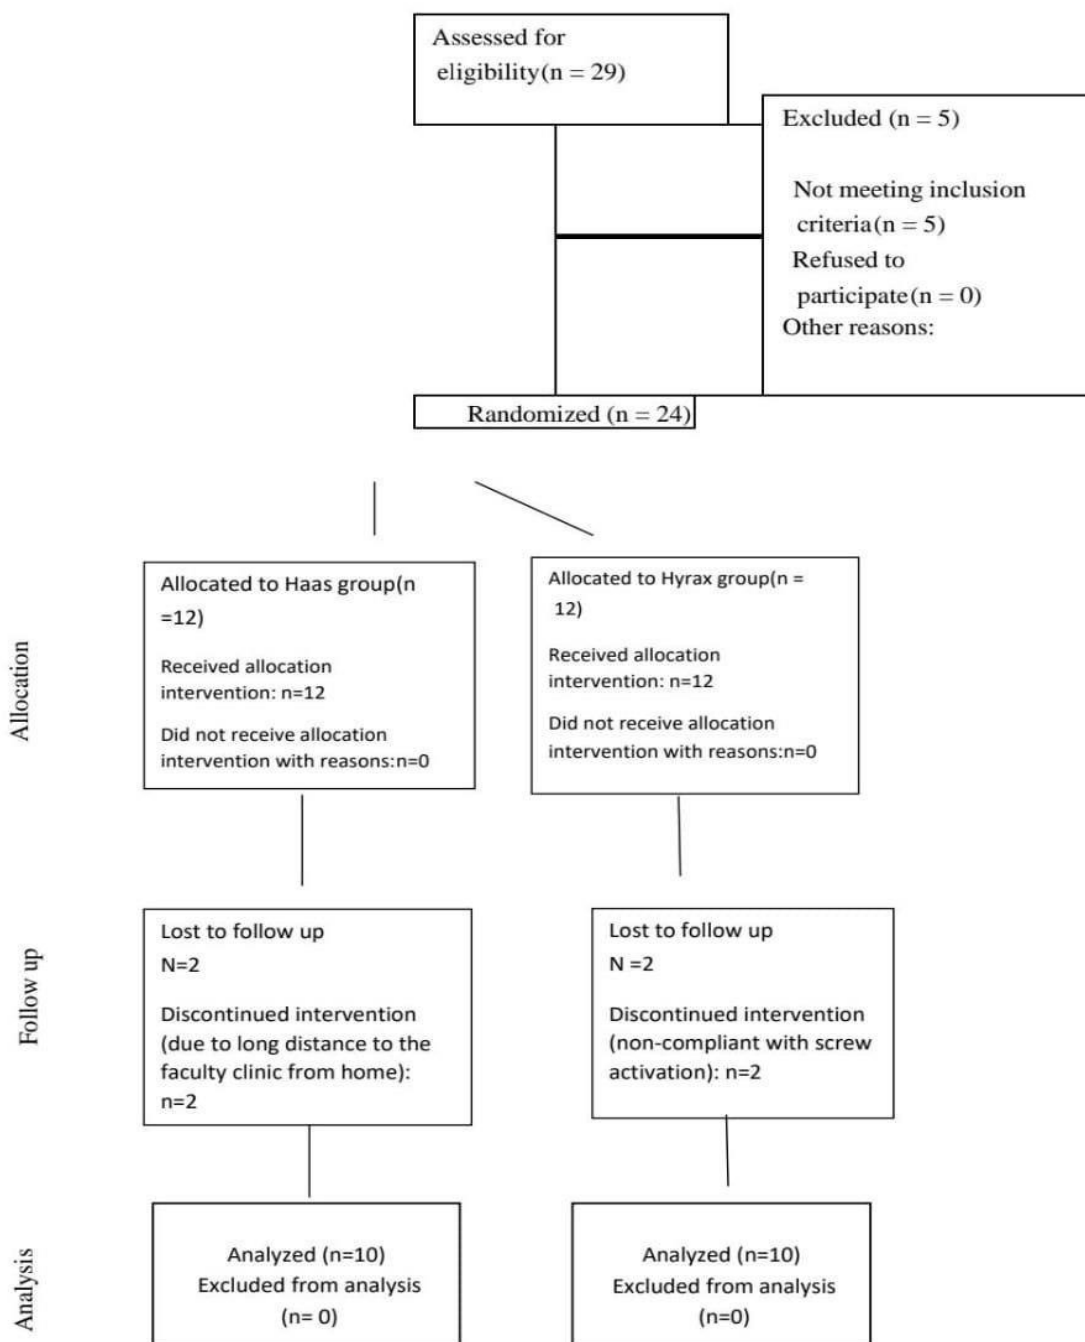 Assessed for
eligibility(n = 29)
Excluded (n = 5)
Not meeting inclusion
criteria(n = 5)
Refused to
participate(n = 0)
Other reasons:
Randomized (n = 24)
Allocation
Allocated to Haas group(n
=12)
Received allocation
intervention: n=12
Did not receive allocation
intervention with reasons:n=0
Allocated to Hyrax group(n =
12)
Received allocation
intervention: n=12
Did not receive allocation
intervention with reasons:n=0
Follow up
Lost to follow up
N=2
Discontinued intervention
(due to long distance to the
faculty clinic from home):
n=2
Lost to follow up
N =2
Discontinued intervention
(non-compliant with screw
activation): n=2
Analysis
Analyzed (n=10)
Excluded from analysis
(n= 0)
Analyzed (n=10)
Excluded from analysis
(n=0)